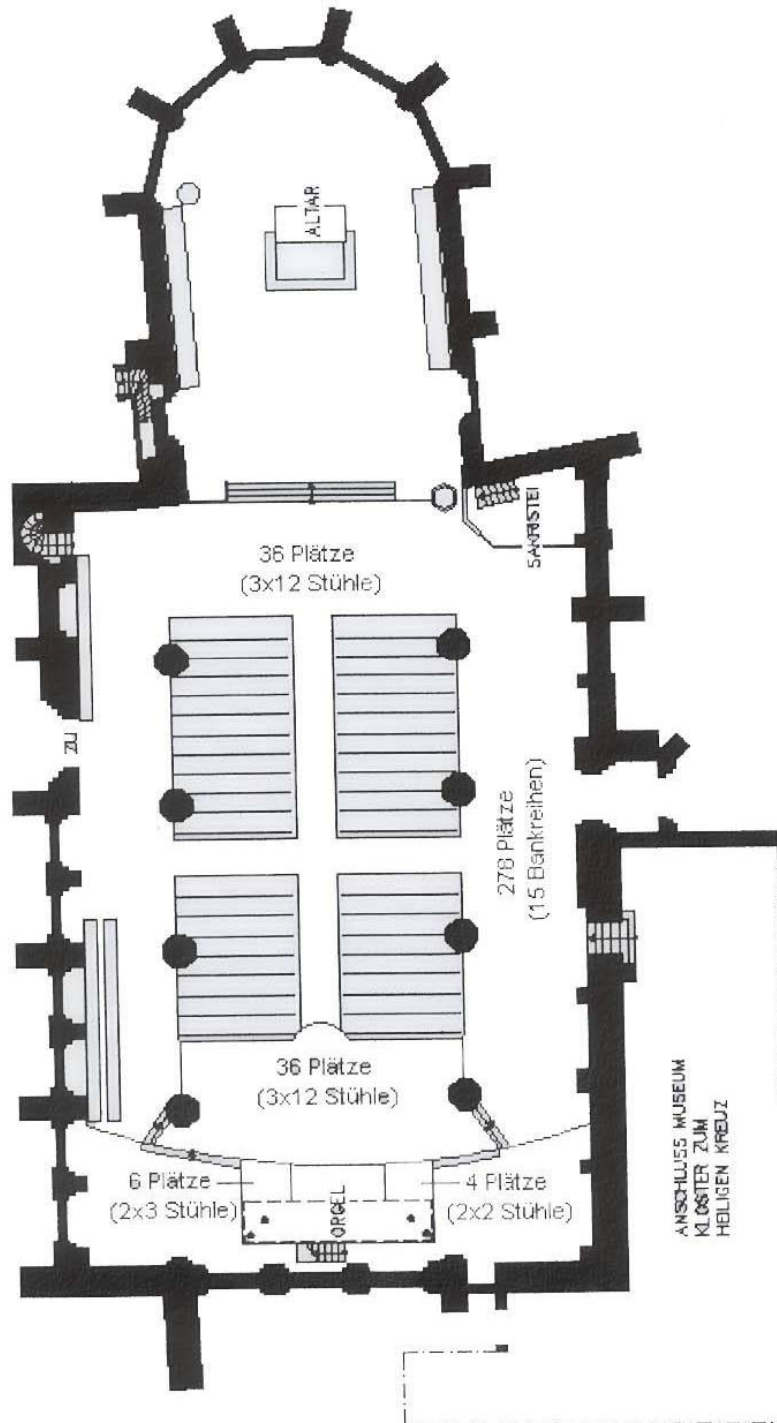 ALTAR
SAKRISTEI
36 Plätze
(3x12 Stühle)
ZU
278 Plätze
(15 Bankreihen)
36 Plätze
(3x12 Stühle)
6 Plätze
(2x3 Stühle)
ORGEL
4 Plätze
(2x2 Stühle)
ANSCHLUSS MUSEUM
KLOSTER ZUM
HEILIGEN KREUZ